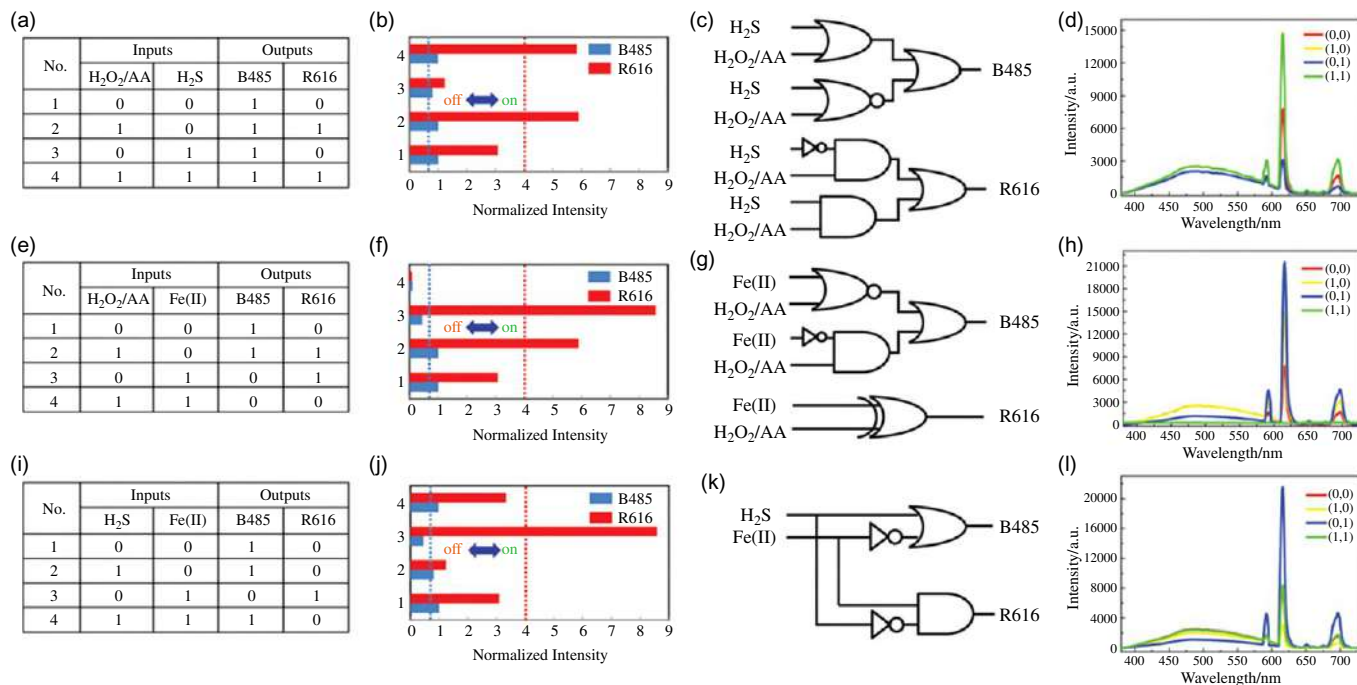 (a)
Inputs Outputs
No.
H₂O₂/AA H₂S B485 R616
1 0 0 1 0
2 1 0 1 1
3 0 1 1 0
4 1 1 1 1
(b)
B485
R616
4
3
2
1
off on
0 1 2 3 4 5 6 7 8 9
Normalized Intensity
(c)
H₂S
H₂O₂/AA
H₂S
H₂O₂/AA
B485
H₂S
H₂O₂/AA
H₂S
H₂O₂/AA
R616
(d)
15000
12000
9000
6000
3000
0
Intensity/a.u.
(0,0)
(1,0)
(0,1)
(1,1)
400 450 500 550 600 650 700
Wavelength/nm
(e)
Inputs Outputs
No.
H₂O₂/AA Fe(II) B485 R616
1 0 0 1 0
2 1 0 1 1
3 0 1 0 1
4 1 1 0 0
(f)
B485
R616
4
3
2
1
off on
0 1 2 3 4 5 6 7 8 9
Normalized Intensity
(g)
Fe(II)
H₂O₂/AA
Fe(II)
H₂O₂/AA
B485
Fe(II)
H₂O₂/AA
R616
(h)
21000
18000
15000
12000
9000
6000
3000
0
Intensity/a.u.
(0,0)
(1,0)
(0,1)
(1,1)
400 450 500 550 600 650 700
Wavelength/nm
(i)
Inputs Outputs
No.
H₂S Fe(II) B485 R616
1 0 0 1 0
2 1 0 1 0
3 0 1 0 1
4 1 1 1 0
(j)
B485
R616
4
3
2
1
off on
0 1 2 3 4 5 6 7 8 9
Normalized Intensity
(k)
H₂S
Fe(II)
B485
R616
(l)
20000
16000
12000
8000
4000
0
Intensity/a.u.
(0,0)
(1,0)
(0,1)
(1,1)
400 450 500 550 600 650 700
Wavelength/nm